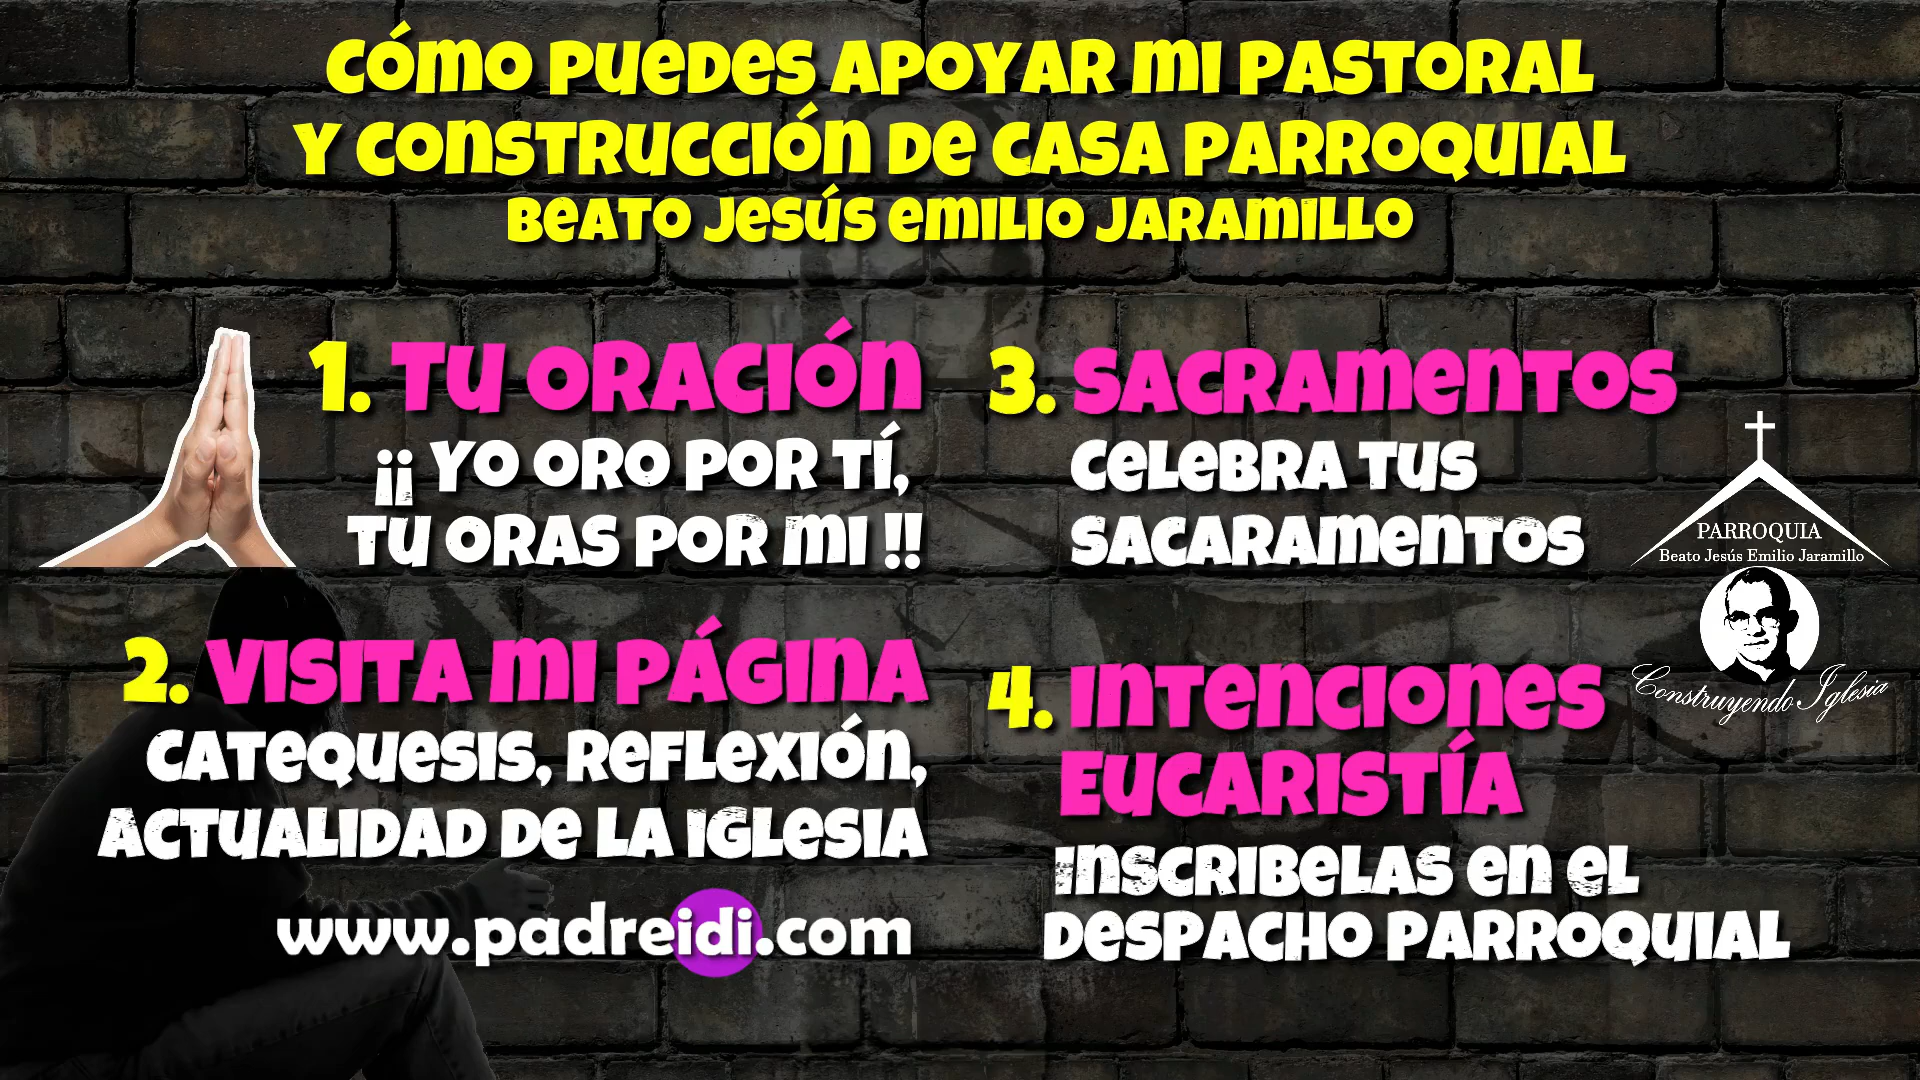 CÓMO PUEDES APOYAR MI PASTORAL
Y CONSTRUCCIÓN DE CASA PARROQUIAL
BEATO JESÚS EMILIO JARAMILLO
1. TU ORACIÓN
¡¡ YO ORO POR TÍ,
TU ORAS POR MI !!
2. VISITA MI PÁGINA
CATEQUESIS, REFLEXIÓN,
ACTUALIDAD DE LA IGLESIA
www.padreidi.com
3. SACRAMENTOS
CELEBRA TUS
SACARAMENTOS
4. INTENCIONES
EUCARISTÍA
INSCRIBELAS EN EL
DESPACHO PARROQUIAL
PARROQUIA
Beato Jesús Emilio Jaramillo
Construyendo Iglesia